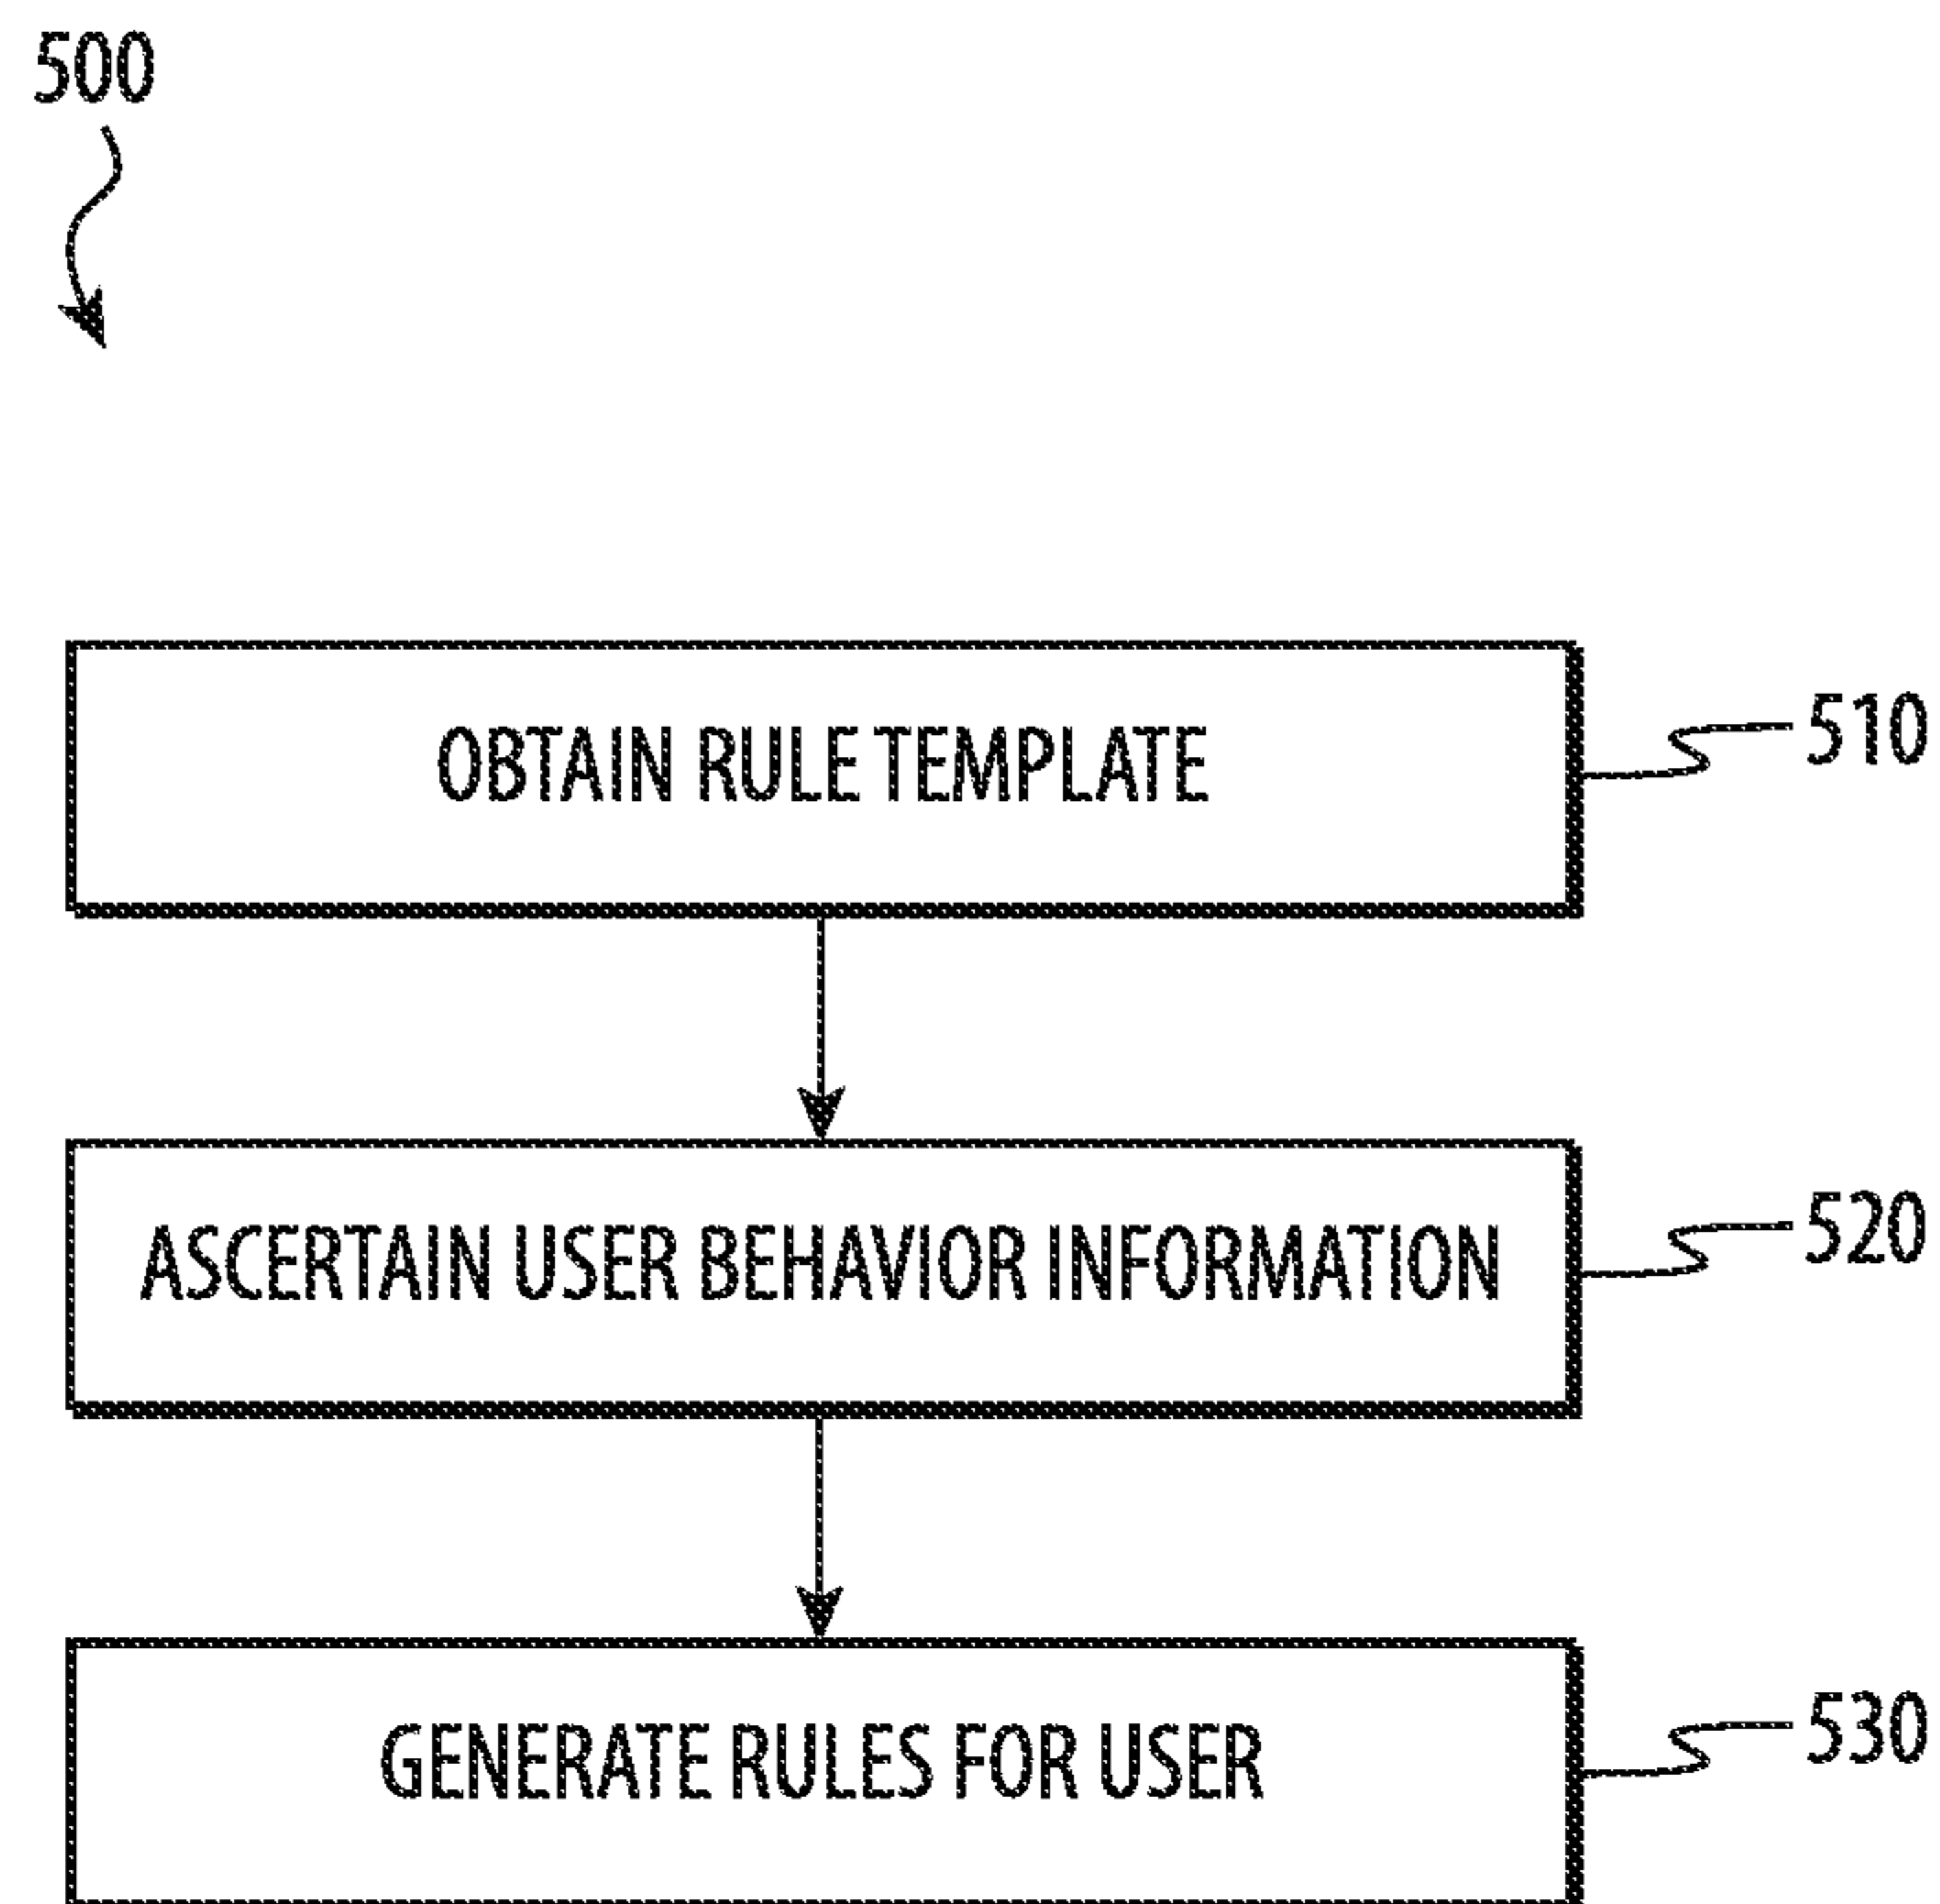 500
OBTAIN RULE TEMPLATE
510
ASCERTAIN USER BEHAVIOR INFORMATION
520
GENERATE RULES FOR USER
530